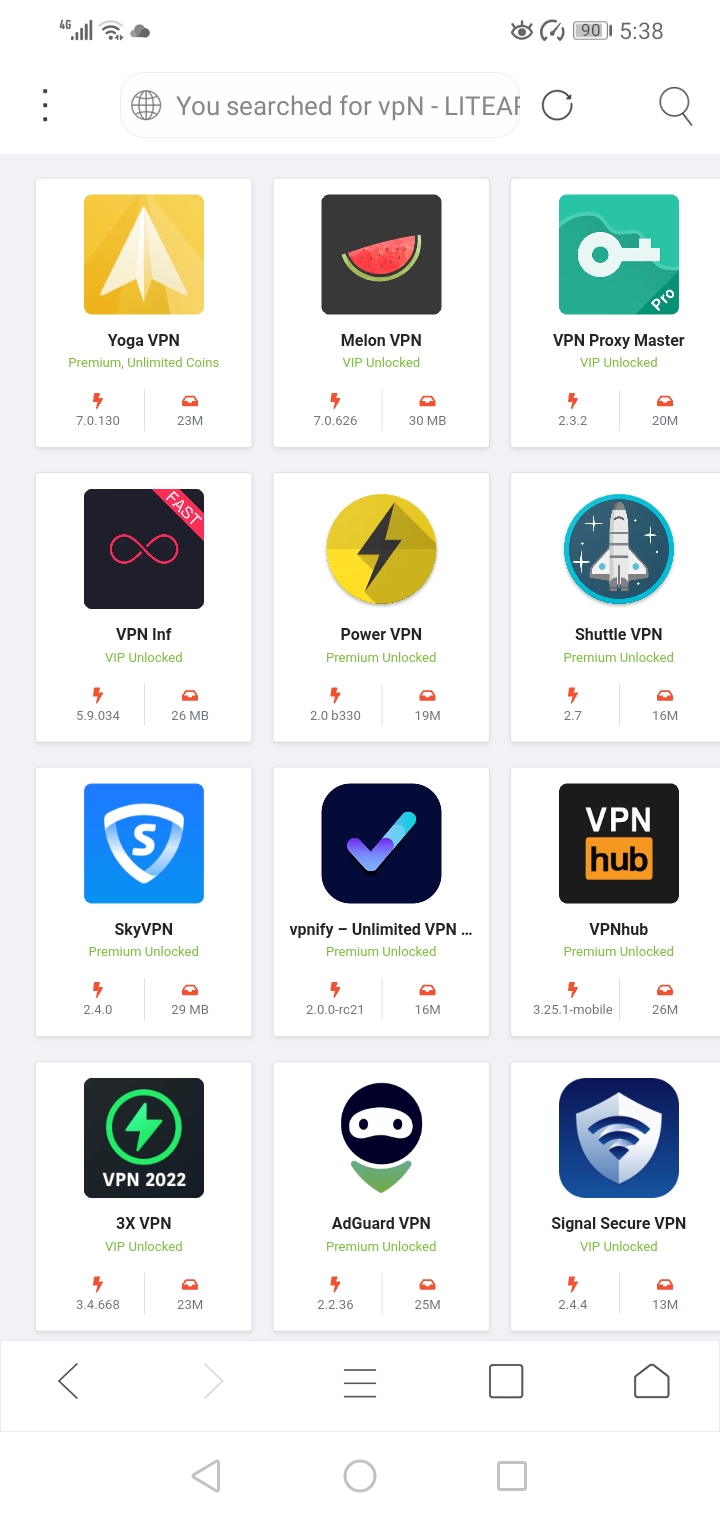 4G 90 5:38
You searched for vpN - LITEAP
Pro
Yoga VPN Melon VPN VPN Proxy Master
Premium, Unlimited Coins VIP Unlocked VIP Unlocked
7.0.130 23M 7.0.626 30 MB 2.3.2 20M
FAST
VPN Inf Power VPN Shuttle VPN
VIP Unlocked Premium Unlocked Premium Unlocked
5.9.034 26 MB 2.0 b330 19M 2.7 16M
S VPN
hub
SkyVPN vpnify – Unlimited VPN ... VPNhub
Premium Unlocked Premium Unlocked Premium Unlocked
2.4.0 29 MB 2.0.0-rc21 16M 3.25.1-mobile 26M
VPN 2022
3X VPN AdGuard VPN Signal Secure VPN
VIP Unlocked Premium Unlocked VIP Unlocked
3.4.668 23M 2.2.36 25M 2.4.4 13M